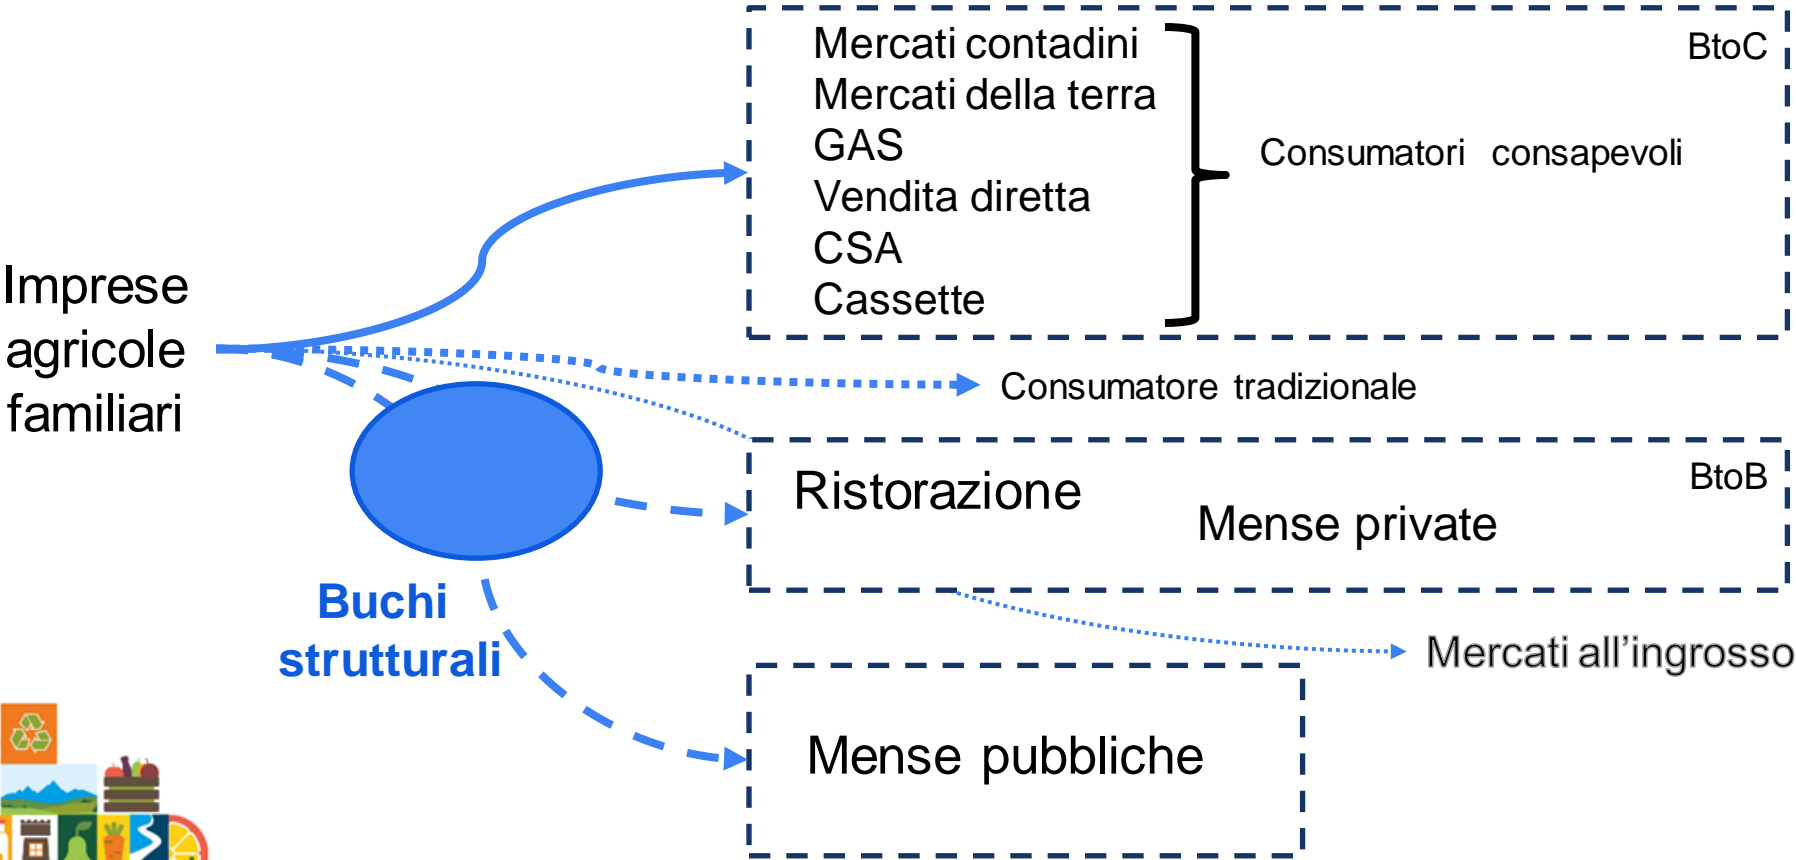 Mercati contadini
BtoC
Mercati della terra
GAS
Consumatori consapevoli
Vendita diretta
CSA
Cassette
Imprese
agricole
familiari
Consumatore tradizionale
Ristorazione
BtoB
Mense private
Buchi
strutturali
Mercati all'ingrosso
Mense pubbliche